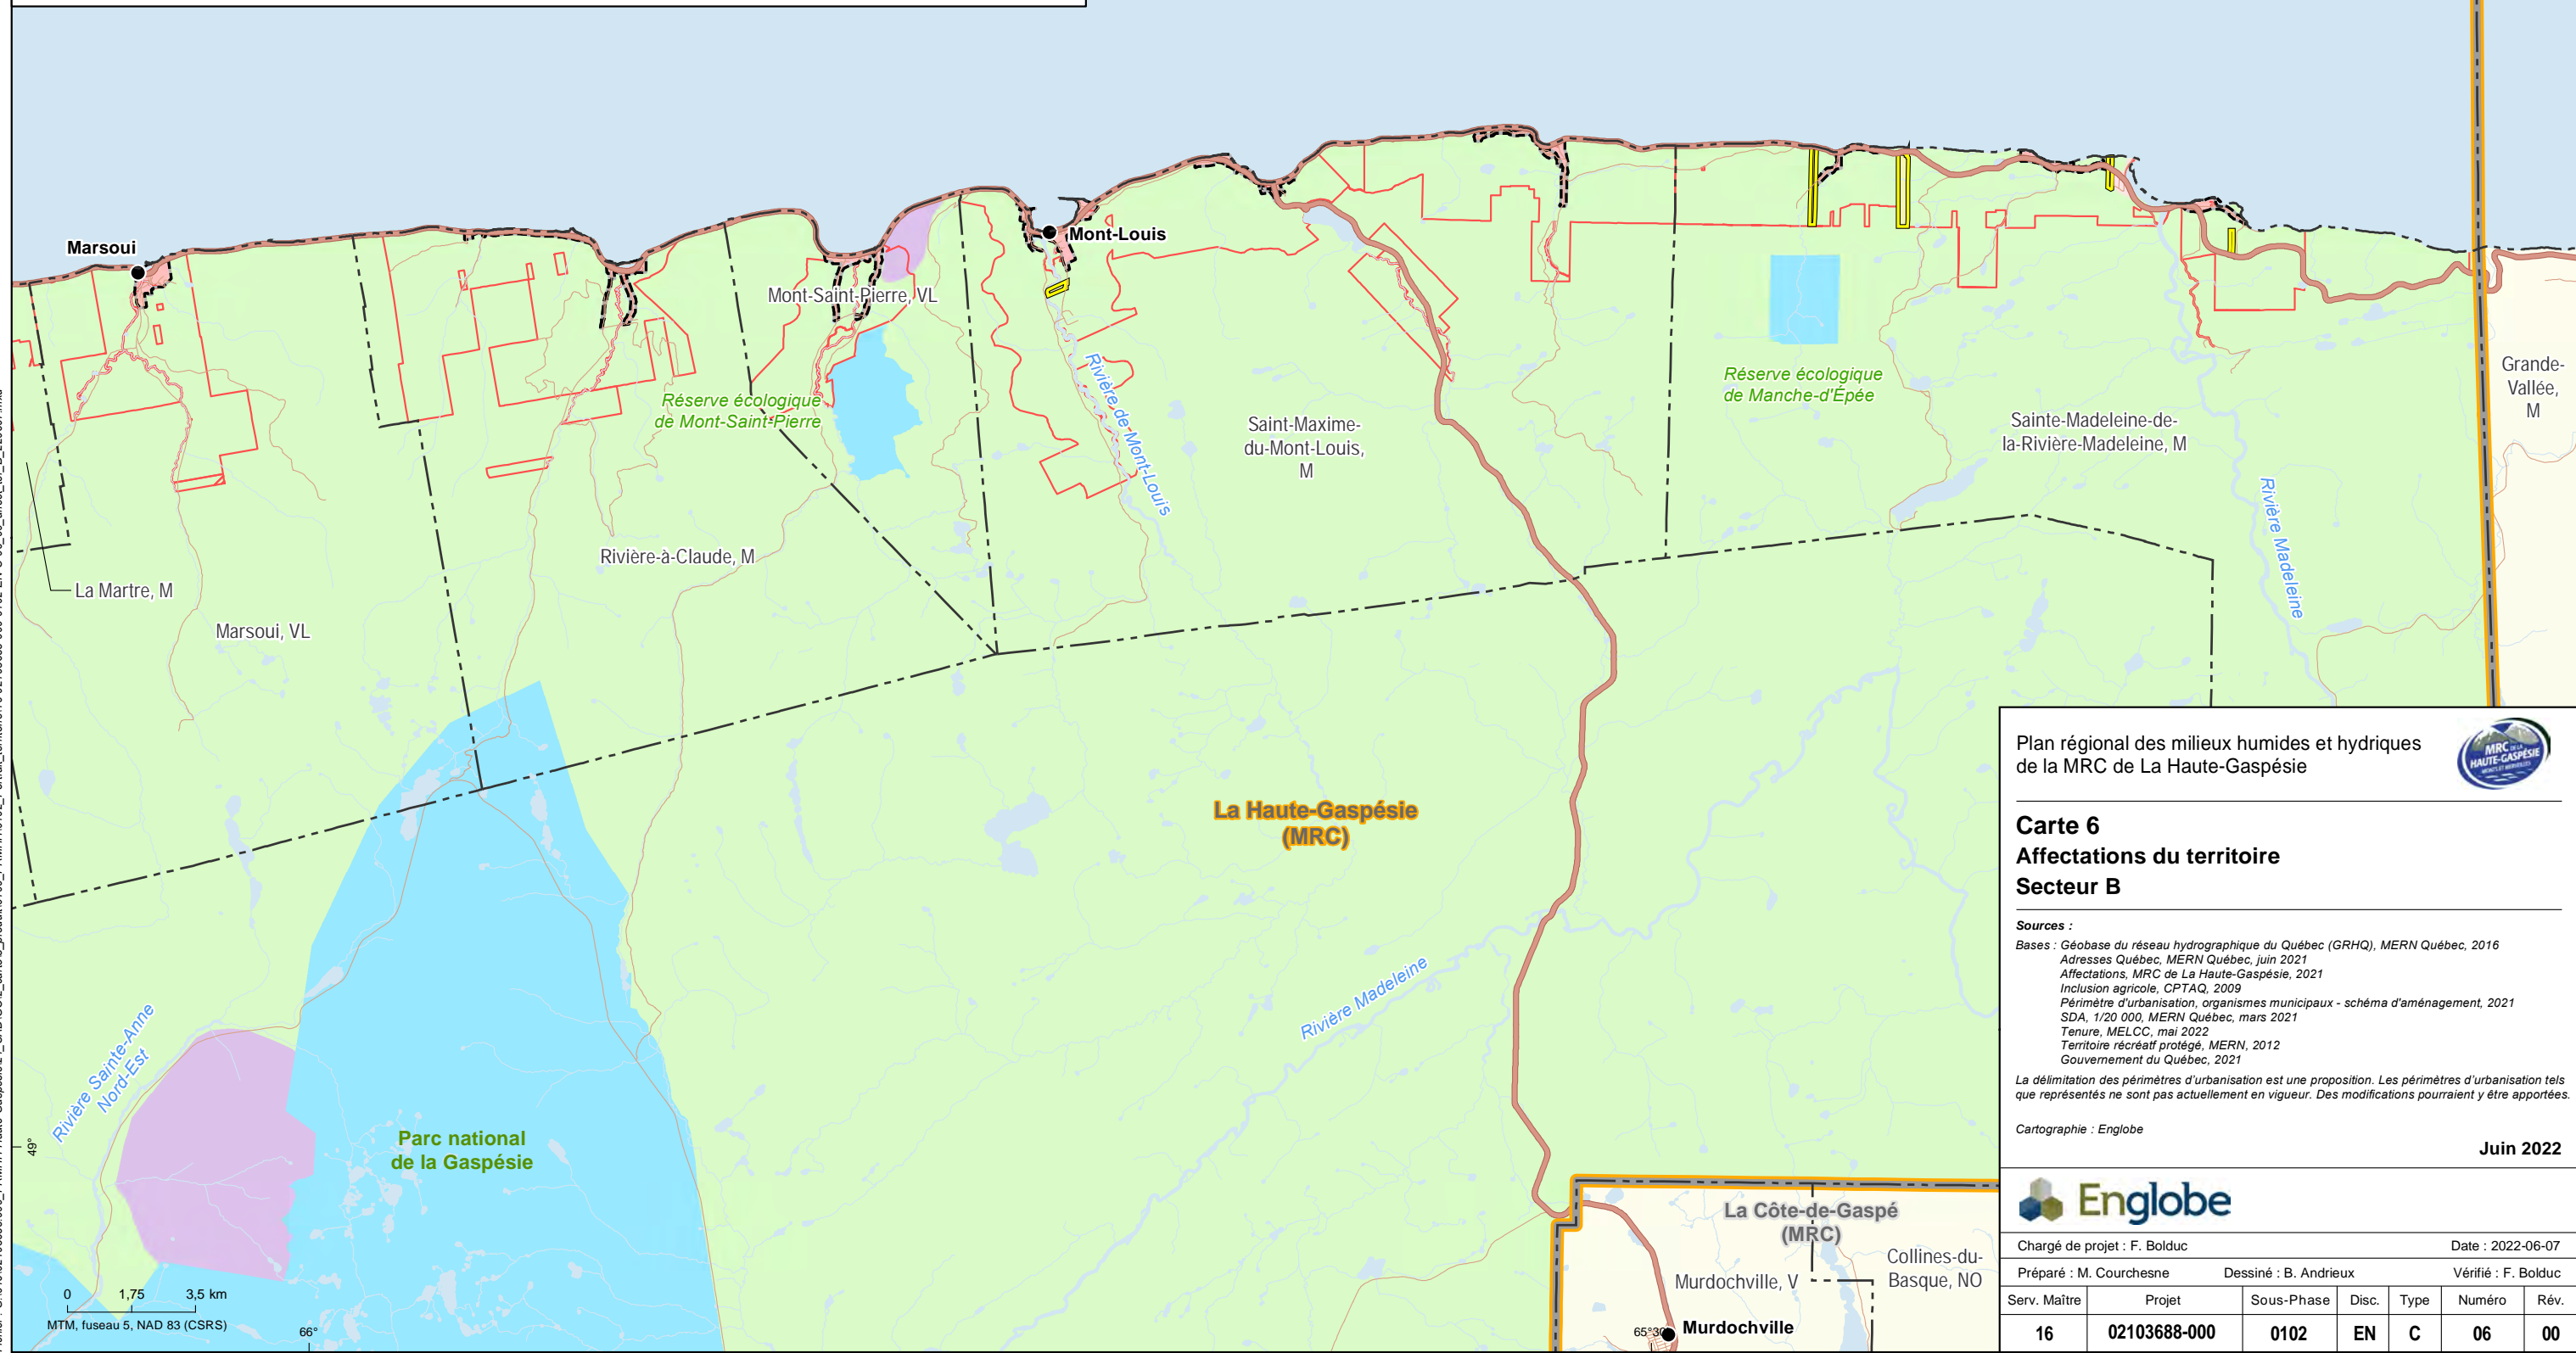 Marsoui
Mont-Louis
Mont-Saint-Pierre, VL
Réserve écologique
de Mont-Saint-Pierre
Rivière de Mont-Louis
Saint-Maxime-
du-Mont-Louis,
M
Réserve écologique
de Manche-d'Épée
Sainte-Madeleine-de-
la-Rivière-Madeleine, M
Grande-
Vallée,
M
Rivière Madeleine
Rivière-à-Claude, M
La Martre, M
Marsoui, VL
La Haute-Gaspésie
(MRC)
Rivière Madeleine
Rivière Sainte-Anne
Nord-Est
Parc national
de la Gaspésie
49°
La Côte-de-Gaspé
(MRC)
Murdochville, V
Collines-du-
Basque, NO
Murdochville
65°30
66°
0 1,75 3,5 km
MTM, fuseau 5, NAD 83 (CSRS)
Plan régional des milieux humides et hydriques
de la MRC de La Haute-Gaspésie
MRC DE LA
HAUTE-GASPÉSIE
Carte 6
Affectations du territoire
Secteur B
Sources :
Bases : Géobase du réseau hydrographique du Québec (GRHQ), MERN Québec, 2016
Adresses Québec, MERN Québec, juin 2021
Affectations, MRC de La Haute-Gaspésie, 2021
Inclusion agricole, CPTAQ, 2009
Périmètre d'urbanisation, organismes municipaux - schéma d'aménagement, 2021
SDA, 1/20 000, MERN Québec, mars 2021
Tenure, MELCC, mai 2022
Territoire récréatf protégé, MERN, 2012
Gouvernement du Québec, 2021
La délimitation des périmètres d'urbanisation est une proposition. Les périmètres d'urbanisation tels
que représentés ne sont pas actuellement en vigueur. Des modifications pourraient y être apportées.
Cartographie : Englobe
Juin 2022
Englobe
Chargé de projet : F. Bolduc Date : 2022-06-07
Préparé : M. Courchesne Dessiné : B. Andrieux Vérifié : F. Bolduc
Serv. Maître Projet Sous-Phase Disc. Type Numéro Rév.
16 02103688-000 0102 EN C 06 00